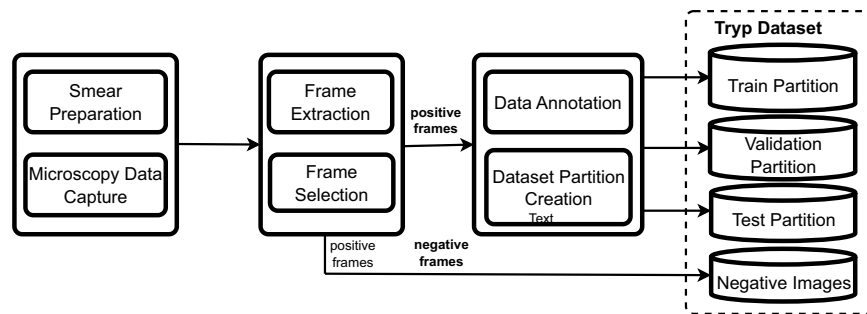 Tryp Dataset
Smear
Preparation
Microscopy Data
Capture
Frame
Extraction
Frame
Selection
positive
frames
Data Annotation
Dataset Partition
Creation
Text
Train Partition
Validation
Partition
Test Partition
Negative Images
positive
frames
negative
frames